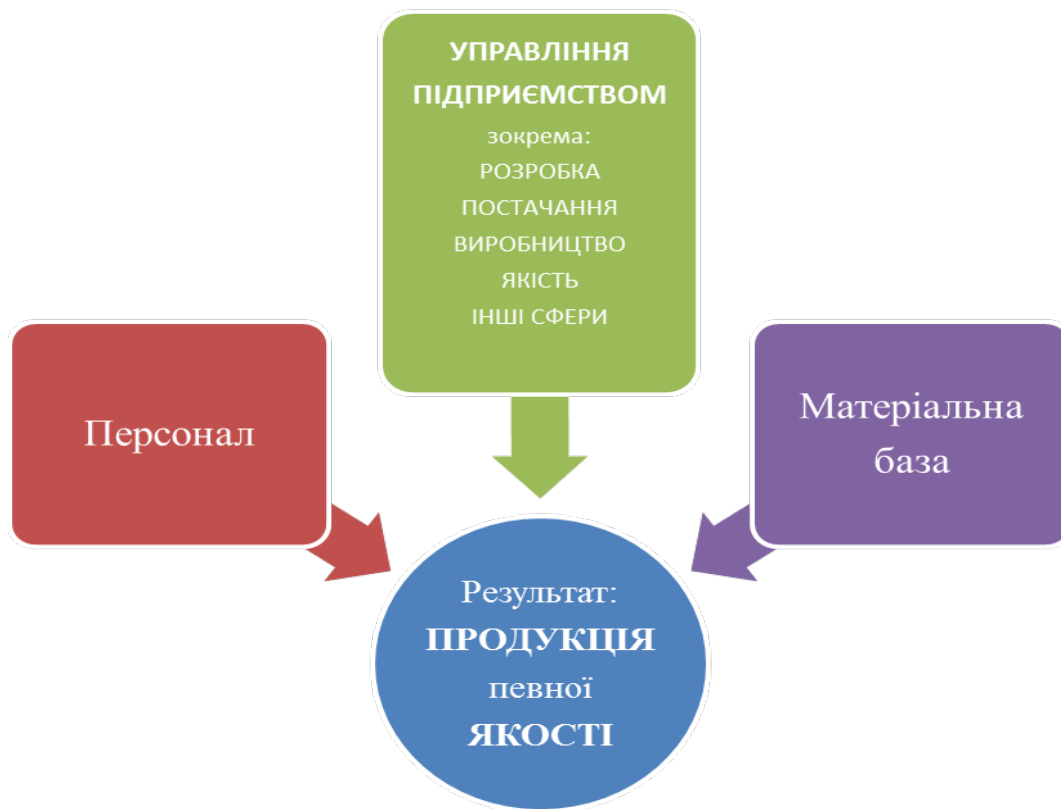 УПРАВЛІННЯ
ПІДПРИЄМСТВОМ
зокрема:
РОЗРОБКА
ПОСТАЧАННЯ
ВИРОБНИЦТВО
ЯКІСТЬ
ІНШІ СФЕРИ
Персонал
Матеріальна
база
Результат:
ПРОДУКЦІЯ
певної
ЯКОСТІ